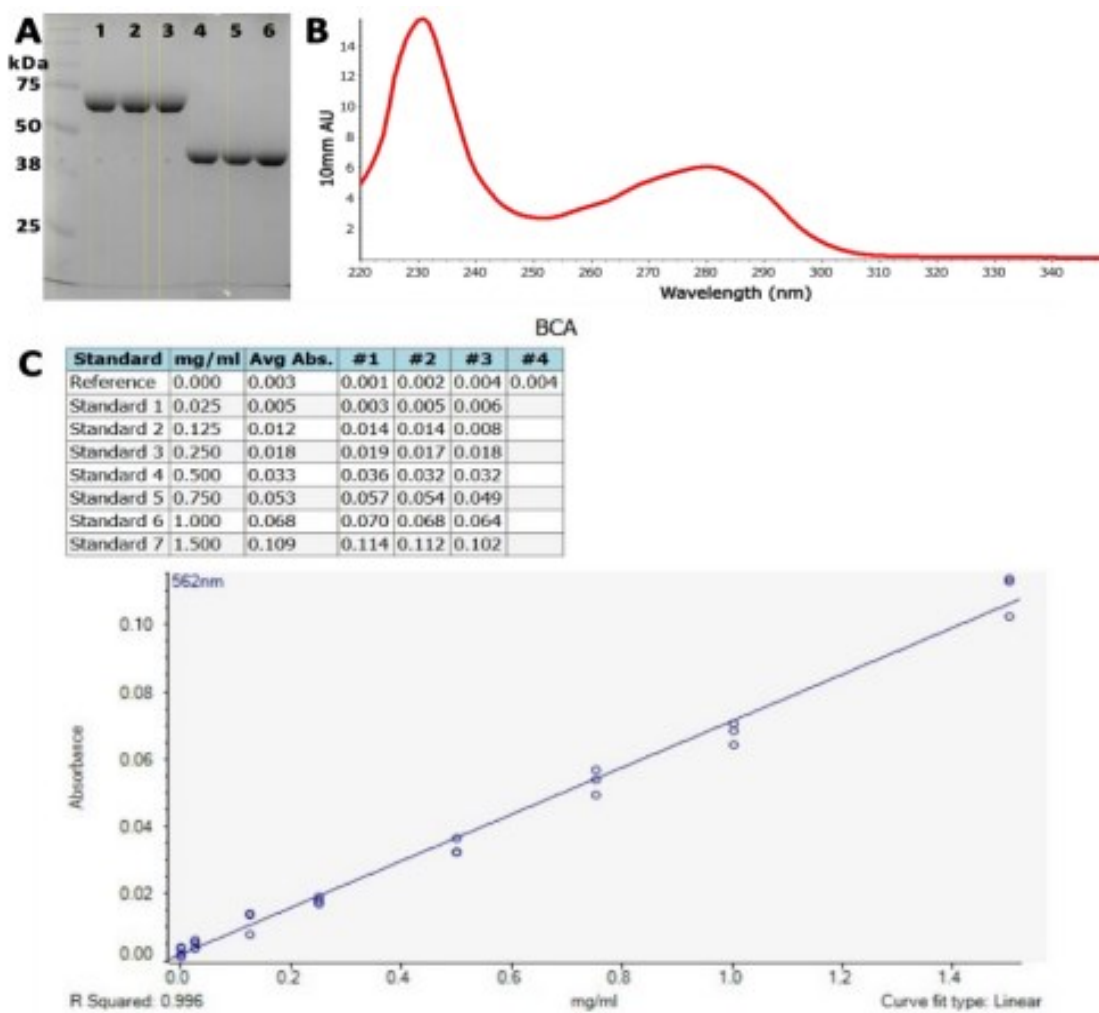 A
1 2 3 4 5 6
kDa
75
50
38
25
B
14
12
10
8
6
4
2
10mm AU
220 230 240 250 260 270 280 290 300 310 320 330 340
Wavelength (nm)
BCA
C
Standard mg/ml Avg Abs. #1 #2 #3 #4
Reference 0.000 0.003 0.001 0.002 0.004 0.004
Standard 1 0.025 0.005 0.003 0.005 0.006
Standard 2 0.125 0.012 0.014 0.014 0.008
Standard 3 0.250 0.018 0.019 0.017 0.018
Standard 4 0.500 0.033 0.036 0.032 0.032
Standard 5 0.750 0.053 0.057 0.054 0.049
Standard 6 1.000 0.068 0.070 0.068 0.064
Standard 7 1.500 0.109 0.114 0.112 0.102
562nm
0.10
0.08
0.06
0.04
0.02
0.00
Absorbance
0.0 0.2 0.4 0.6 0.8 1.0 1.2 1.4
R Squared: 0.996 mg/ml Curve fit type: Linear